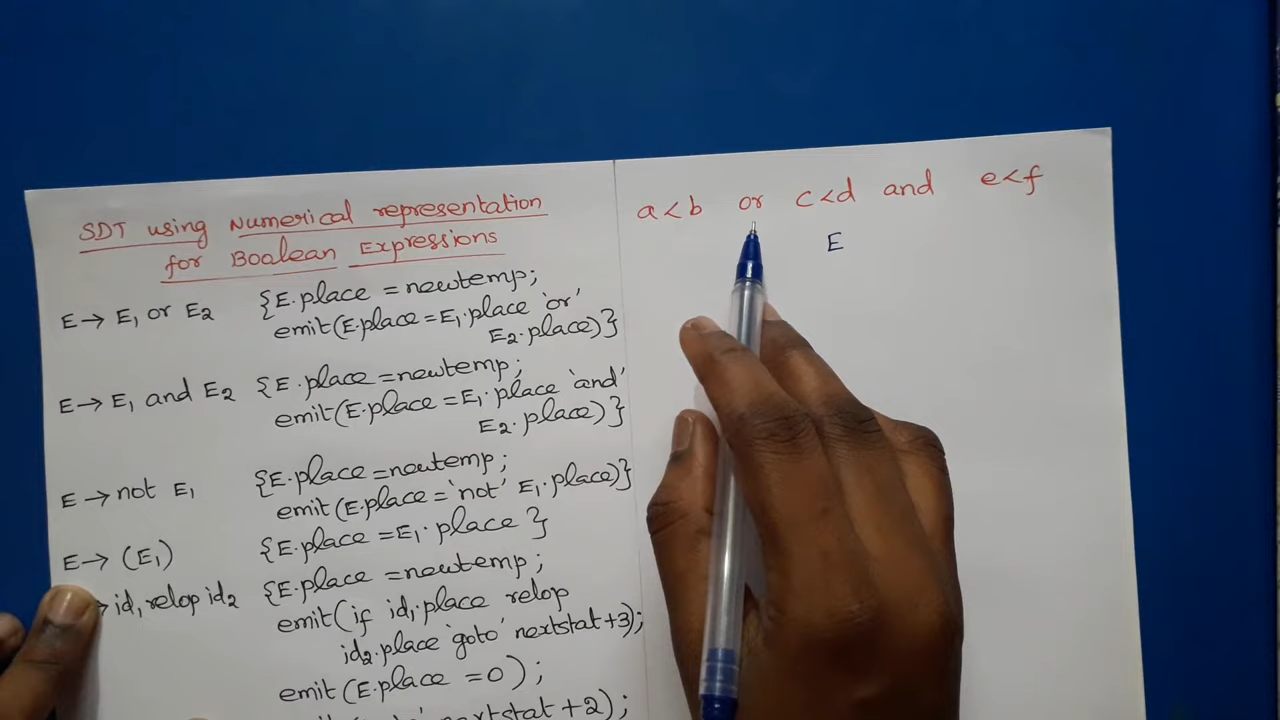 SDT using Numerical representation
for Boolean Expressions
E → E₁ or E₂ {E.place = newtemp;
emit(E.place = E₁.place 'or'
E₂.place)}
E → E₁ and E₂ {E.place = newtemp;
emit(E.place = E₁.place 'and'
E₂.place)}
E → not E₁ {E.place = newtemp;
emit(E.place = 'not' E₁.place)}
E → (E₁) {E.place = E₁.place}
→ id₁ relop id₂ {E.place = newtemp;
emit(if id₁.place relop
id₂.place 'goto' nextstat+3);
emit(E.place = 0);
nextstat + 2);
a < b or c < d and e < f
E